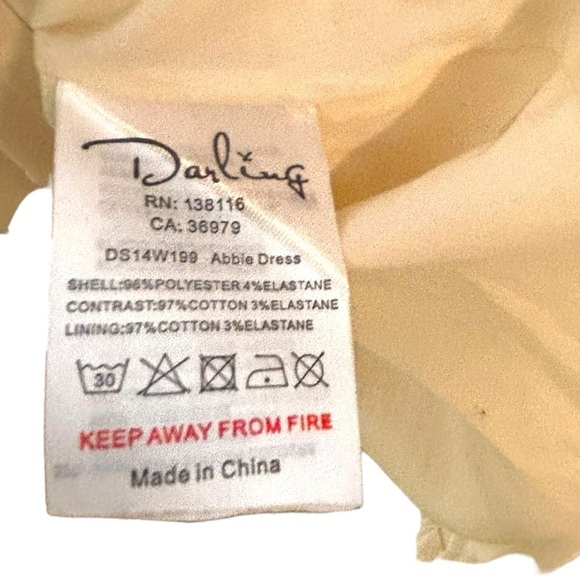 Darling
RN: 138116
CA: 36979
DS14W199 Abbie Dress
SHELL:96%POLYESTER 4%ELASTANE
CONTRAST:97%COTTON 3%ELASTANE
LINING:97%COTTON 3%ELASTANE
30
KEEP AWAY FROM FIRE
Made in China